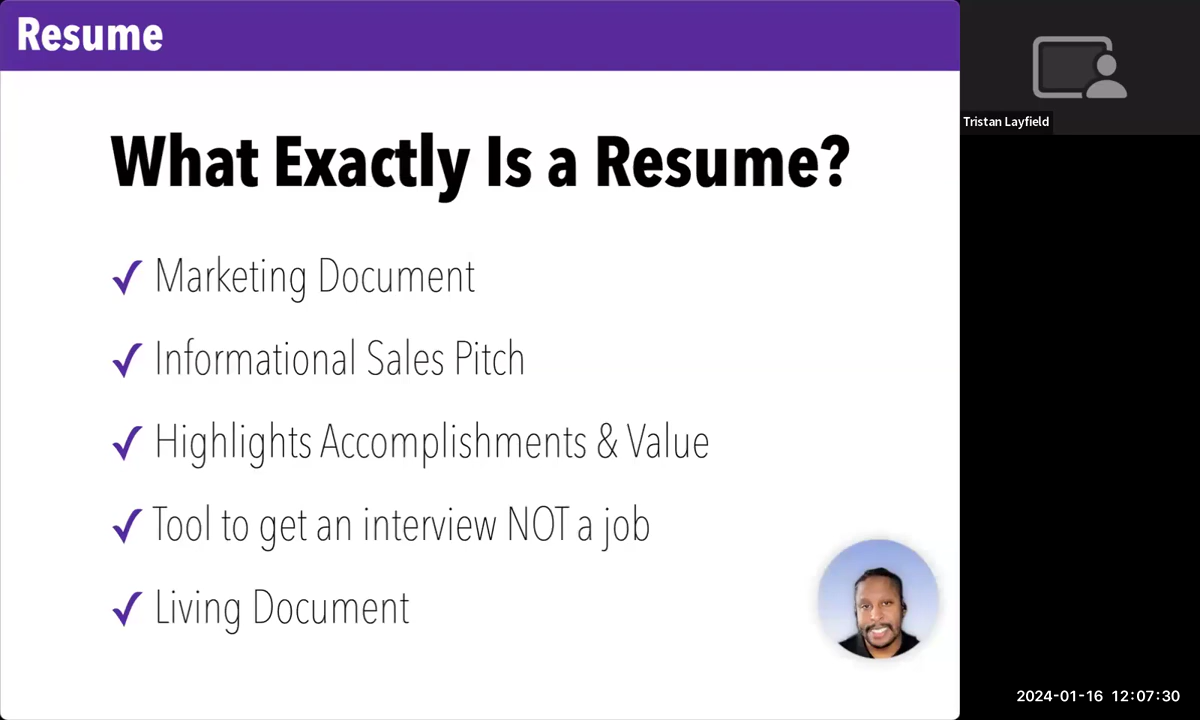 Resume
What Exactly Is a Resume?
✓ Marketing Document
✓ Informational Sales Pitch
✓ Highlights Accomplishments & Value
✓ Tool to get an interview NOT a job
✓ Living Document
Tristan Layfield
2024-01-16 12:07:30